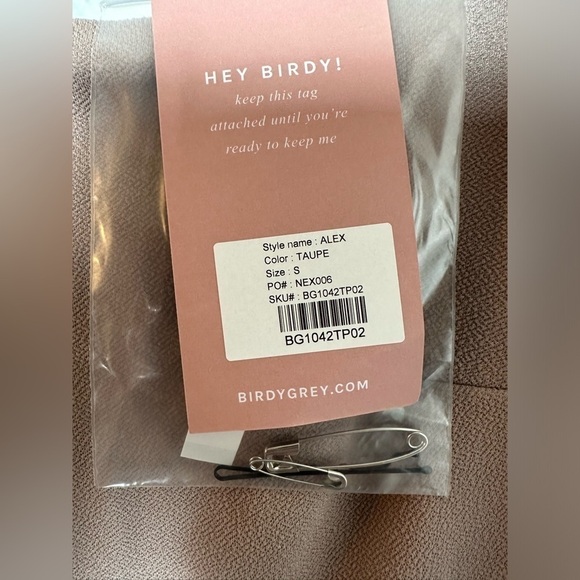 HEY BIRDY!
keep this tag
attached until you're
ready to keep me
Style name : ALEX
Color : TAUPE
Size : S
PO# : NEX006
SKU# : BG1042TP02
BG1042TP02
BIRDYGREY.COM